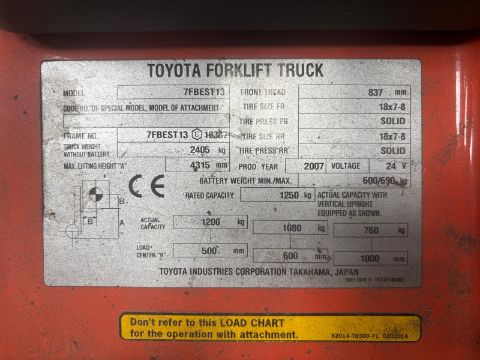 TOYOTA FORKLIFT TRUCK
MODEL 7FBEST13 FRONT TREAD 837 mm
CODE NO. OF SPECIAL MODEL, MODEL OF ATTACHMENT TIRE SIZE FR 18x7-8
TIRE PRESS FR SOLID
FRAME NO. 7FBEST13 TIRE SIZE RR 18x7-8
TRUCK WEIGHT WITHOUT BATTERY 2405 kg TIRE PRESS RR SOLID
MAX. LIFTING HEIGHT "A" 4315 mm PROD. YEAR 2007 VOLTAGE 24 V
CE BATTERY WEIGHT MIN./MAX. 600/690 kg
RATED CAPACITY 1250 kg ACTUAL CAPACITY WITH
VERTICAL UPRIGHT
EQUIPPED AS SHOWN.
B
B A
ACTUAL CAPACITY 1200 kg 1080 kg 760 kg
LOAD CENTER "B" 500 mm 600 mm 1000 mm
TOYOTA INDUSTRIES CORPORATION TAKAHAMA, JAPAN
Don't refer to this LOAD CHART
for the operation with attachment.